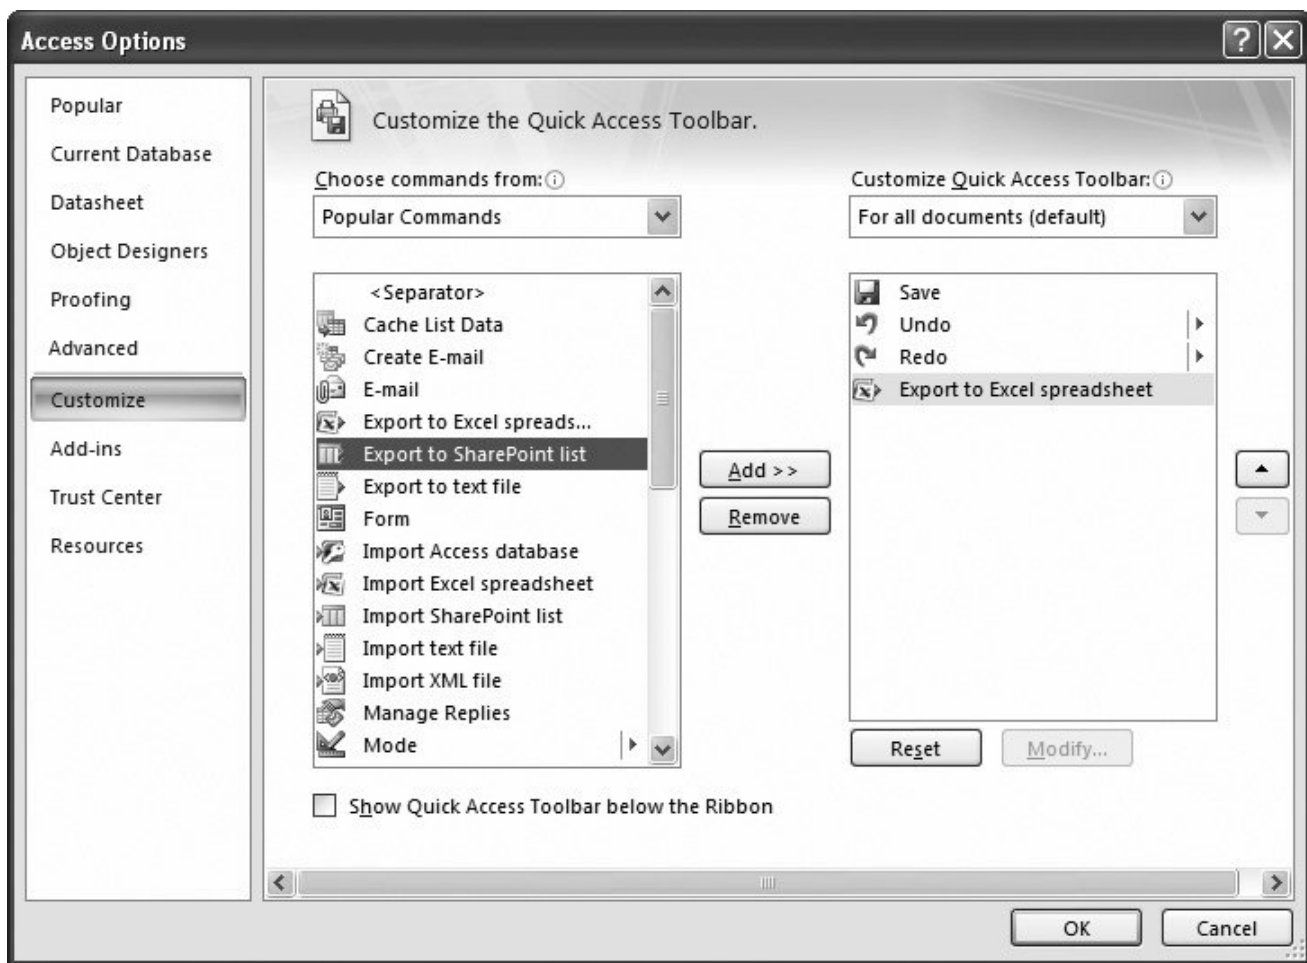 Access Options
Popular
Current Database
Datasheet
Object Designers
Proofing
Advanced
Customize
Add-ins
Trust Center
Resources
Customize the Quick Access Toolbar.
Choose commands from:
Popular Commands
<Separator>
Cache List Data
Create E-mail
E-mail
Export to Excel spreads...
Export to SharePoint list
Export to text file
Form
Import Access database
Import Excel spreadsheet
Import SharePoint list
Import text file
Import XML file
Manage Replies
Mode
Show Quick Access Toolbar below the Ribbon
Add >>
Remove
Customize Quick Access Toolbar:
For all documents (default)
Save
Undo
Redo
Export to Excel spreadsheet
Reset
Modify...
OK
Cancel